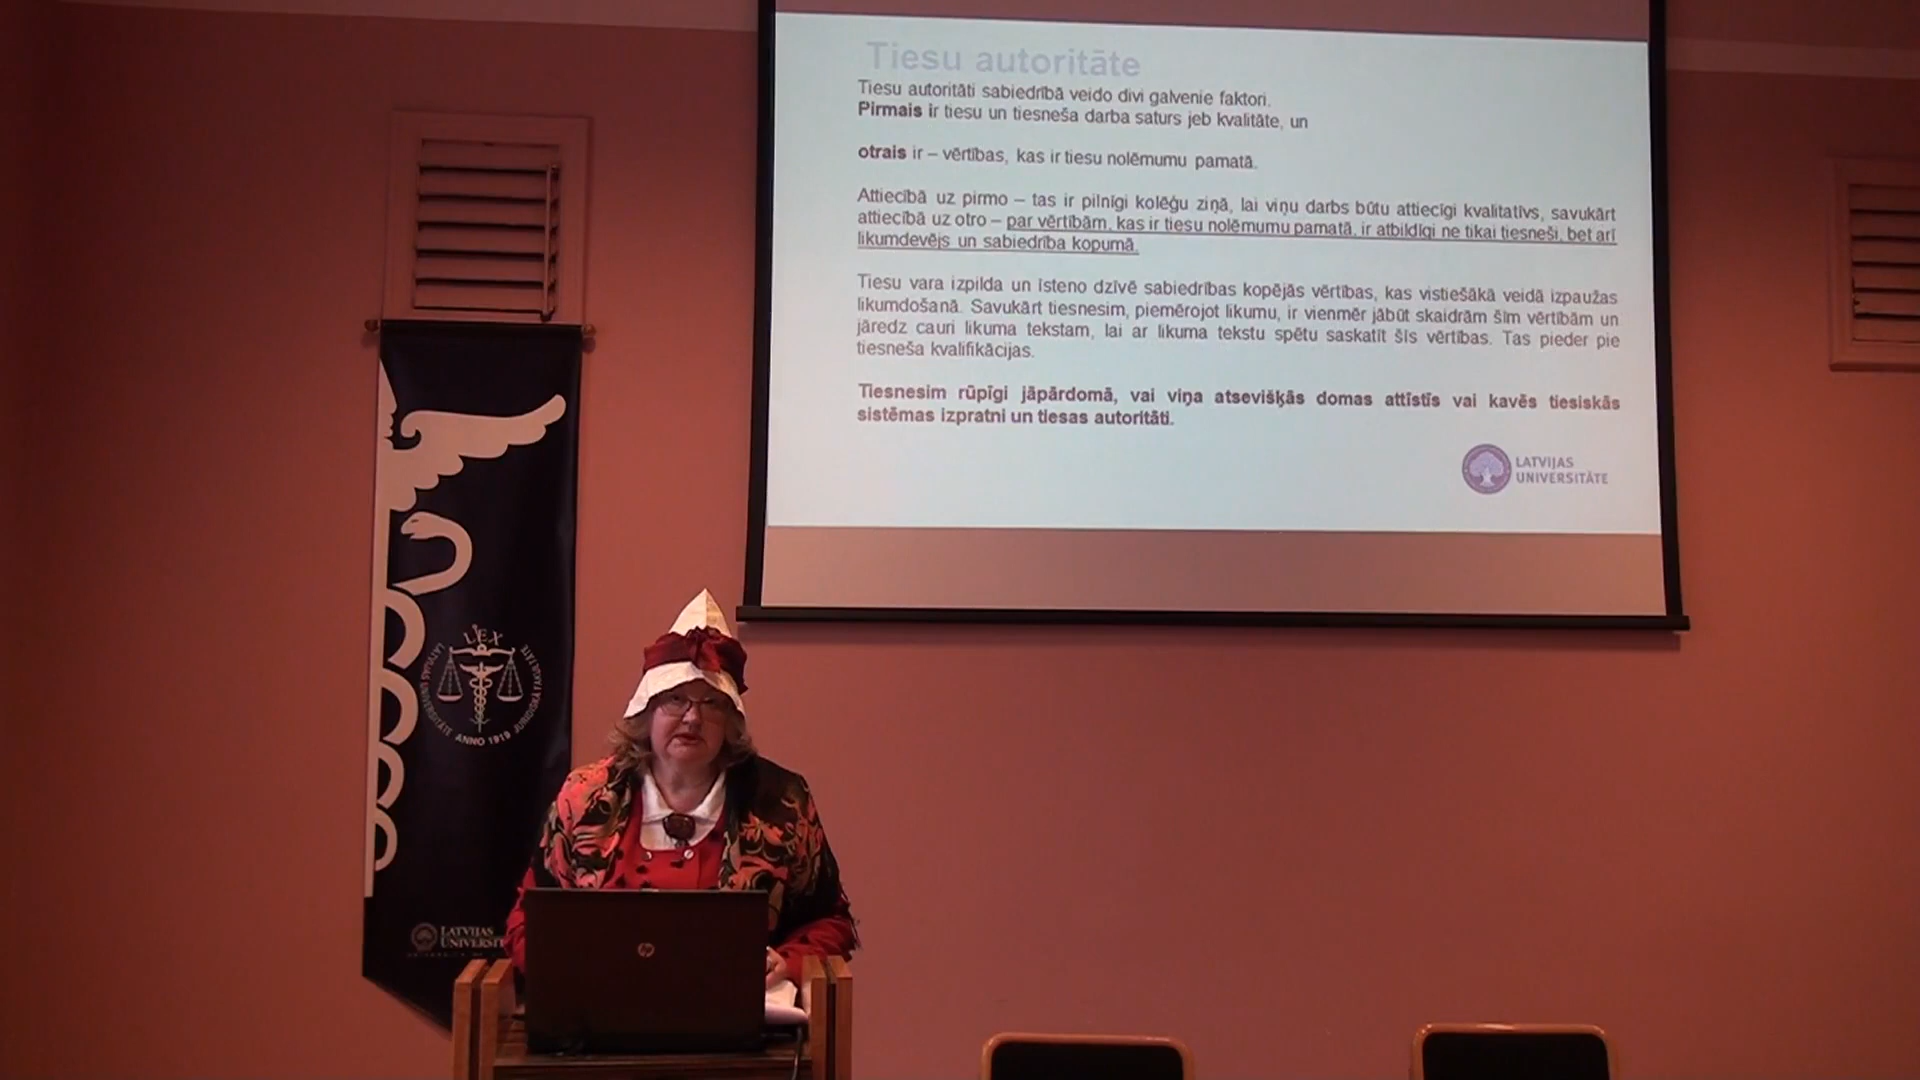 Tiesu autoritāte
Tiesu autoritāti sabiedrībā veido divi galvenie faktori.
Pirmais ir tiesu un tiesneša darba saturs jeb kvalitāte, un
otrais ir – vērtības, kas ir tiesu nolēmumu pamatā.
Attiecībā uz pirmo – tas ir pilnīgi kolēģu ziņā, lai viņu darbs būtu attiecīgi kvalitatīvs, savukārt
attiecībā uz otro – par vērtībām, kas ir tiesu nolēmumu pamatā, ir atbildīgi ne tikai tiesneši, bet arī
likumdevējs un sabiedrība kopumā.
Tiesu vara izpilda un īsteno dzīvē sabiedrības kopējās vērtības, kas vistiešākā veidā izpaužas
likumdošanā. Savukārt tiesnesim, piemērojot likumu, ir vienmēr jābūt skaidrām šīm vērtībām un
jāredz cauri likuma tekstam, lai ar likuma tekstu spētu saskatīt šīs vērtības. Tas pieder pie
tiesneša kvalifikācijas.
Tiesnesim rūpīgi jāpārdomā, vai viņa atsevišķās domas attīstīs vai kavēs tiesiskās
sistēmas izpratni un tiesas autoritāti.
LATVIJAS
UNIVERSITĀTE
LEX
LATVIJAS UNIVERSITĀTE JURIDISKĀ FAKULTĀTE
ANNO 1919
LATVIJAS
UNIVERSIT
hp